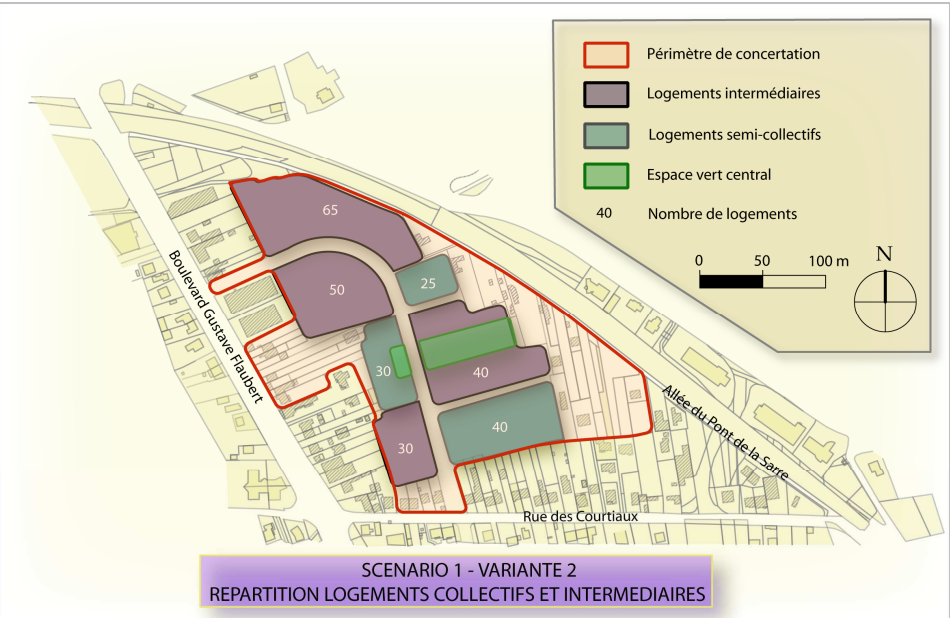 Périmètre de concertation
Logements intermédiaires
Logements semi-collectifs
Espace vert central
40 Nombre de logements
N
0 50 100 m
65
50
25
30
40
40
30
Boulevard Gustave Flaubert
Allée du Pont de la Sarre
Rue des Courtiaux
SCENARIO 1 - VARIANTE 2
REPARTITION LOGEMENTS COLLECTIFS ET INTERMEDIAIRES